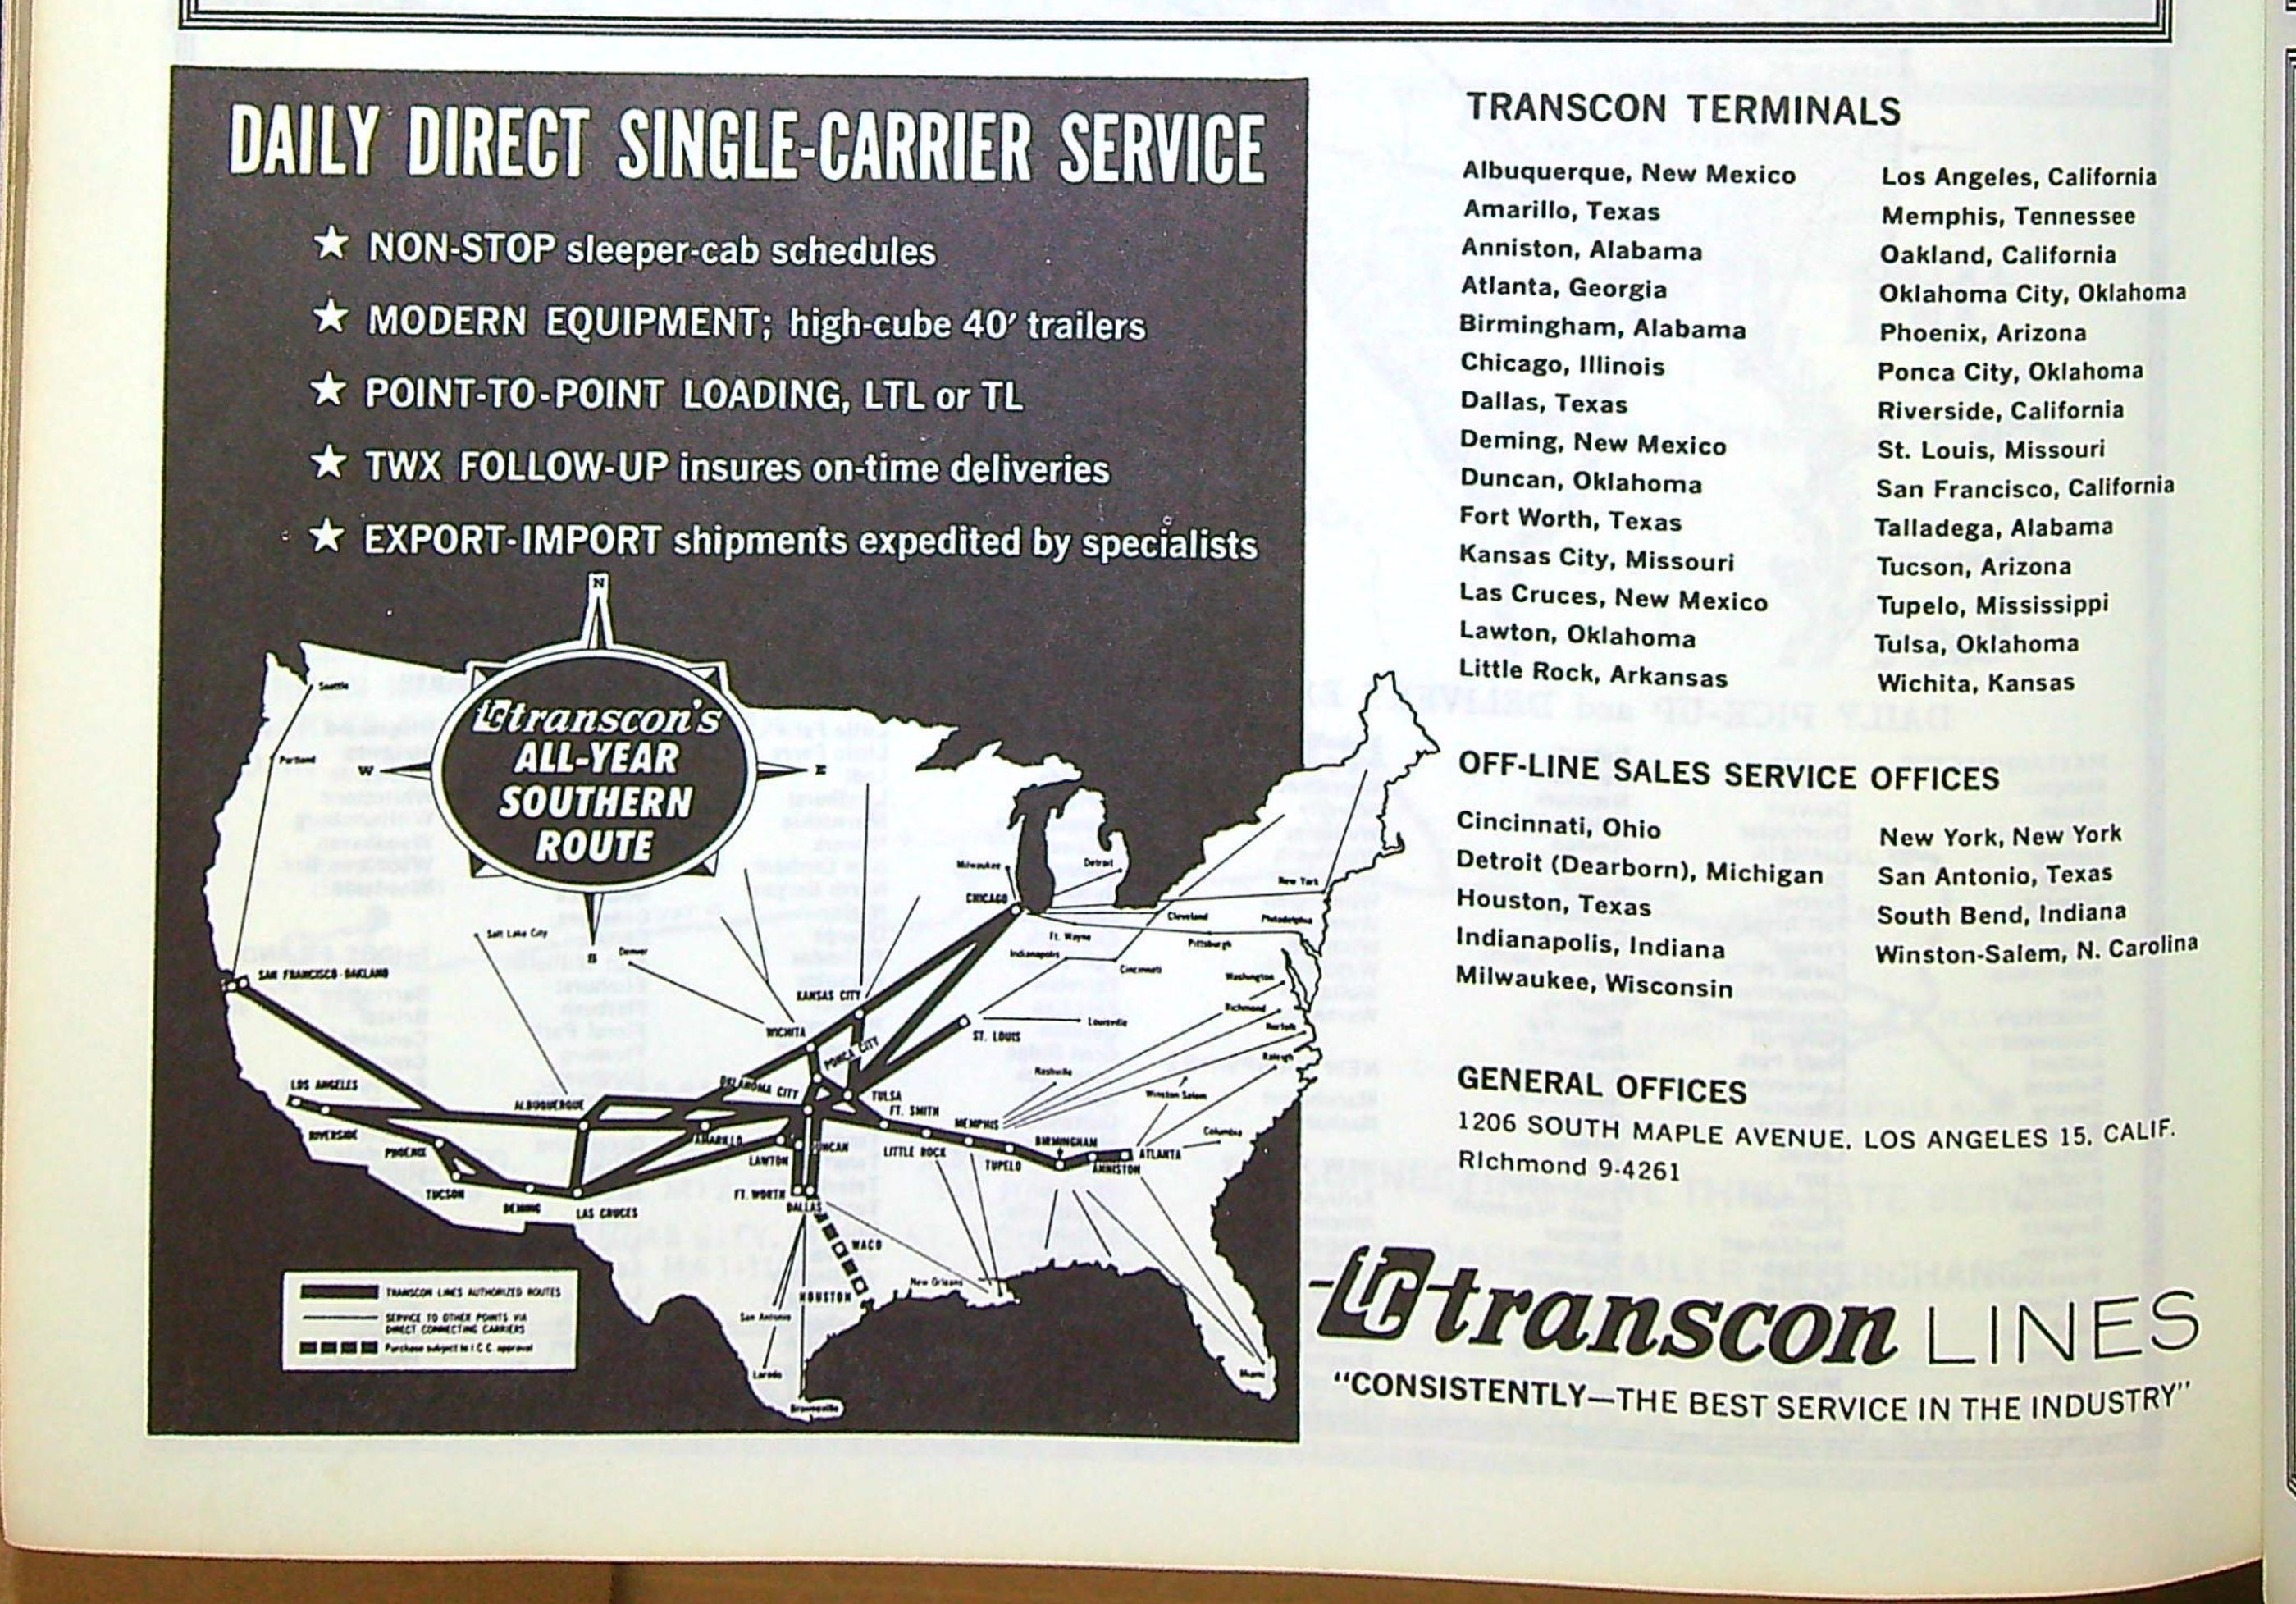 DAILY DIRECT SINGLE-CARRIER SERVICE
★ NON-STOP sleeper-cab schedules
★ MODERN EQUIPMENT; high-cube 40′ trailers
★ POINT-TO-POINT LOADING, LTL or TL
★ TWX FOLLOW-UP insures on-time deliveries
★ EXPORT-IMPORT shipments expedited by specialists
N
W
E
S
tc transcon's
ALL-YEAR
SOUTHERN
ROUTE
Seattle
Portland
Salt Lake City
Denver
SAN FRANCISCO-OAKLAND
LOS ANGELES
RIVERSIDE
PHOENIX
TUCSON
DEMING
LAS CRUCES
ALBUQUERQUE
AMARILLO
OKLAHOMA CITY
WICHITA
KANSAS CITY
PONCA CITY
TULSA
FT. SMITH
LAWTON
DUNCAN
FT. WORTH
DALLAS
WACO
HOUSTON
San Antonio
Laredo
Brownsville
New Orleans
LITTLE ROCK
MEMPHIS
TUPELO
BIRMINGHAM
ANNISTON
ATLANTA
ST. LOUIS
Louisville
Nashville
Winston Salem
Columbia
Miami
Milwaukee
CHICAGO
Detroit
Ft. Wayne
Indianapolis
Cincinnati
Cleveland
Pittsburgh
New York
Philadelphia
Washington
Richmond
Norfolk
Raleigh
TRANSCON LINES AUTHORIZED ROUTES
SERVICE TO OTHER POINTS VIA
DIRECT CONNECTING CARRIERS
Purchase subject to I.C.C. approval
TRANSCON TERMINALS
Albuquerque, New Mexico
Amarillo, Texas
Anniston, Alabama
Atlanta, Georgia
Birmingham, Alabama
Chicago, Illinois
Dallas, Texas
Deming, New Mexico
Duncan, Oklahoma
Fort Worth, Texas
Kansas City, Missouri
Las Cruces, New Mexico
Lawton, Oklahoma
Little Rock, Arkansas
Los Angeles, California
Memphis, Tennessee
Oakland, California
Oklahoma City, Oklahoma
Phoenix, Arizona
Ponca City, Oklahoma
Riverside, California
St. Louis, Missouri
San Francisco, California
Talladega, Alabama
Tucson, Arizona
Tupelo, Mississippi
Tulsa, Oklahoma
Wichita, Kansas
OFF-LINE SALES SERVICE OFFICES
Cincinnati, Ohio
Detroit (Dearborn), Michigan
Houston, Texas
Indianapolis, Indiana
Milwaukee, Wisconsin
New York, New York
San Antonio, Texas
South Bend, Indiana
Winston-Salem, N. Carolina
GENERAL OFFICES
1206 SOUTH MAPLE AVENUE, LOS ANGELES 15, CALIF.
RIchmond 9-4261
tc transcon LINES
"CONSISTENTLY—THE BEST SERVICE IN THE INDUSTRY"